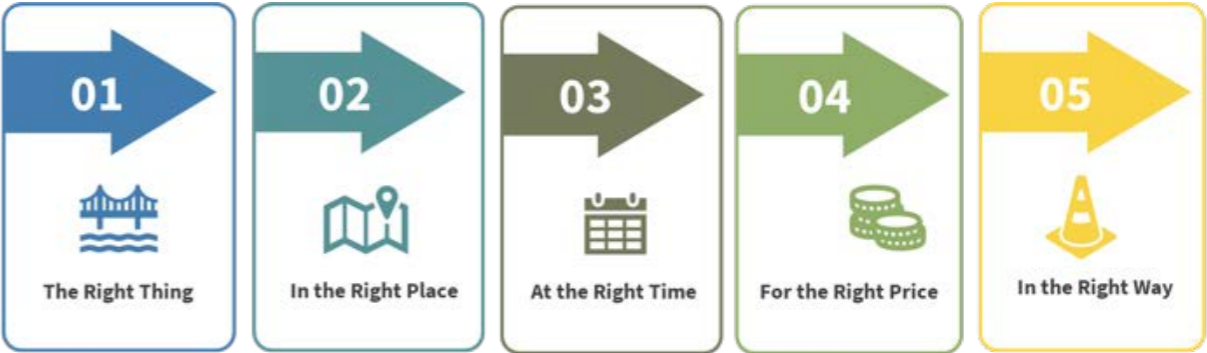 01
The Right Thing
02
In the Right Place
03
At the Right Time
04
For the Right Price
05
In the Right Way